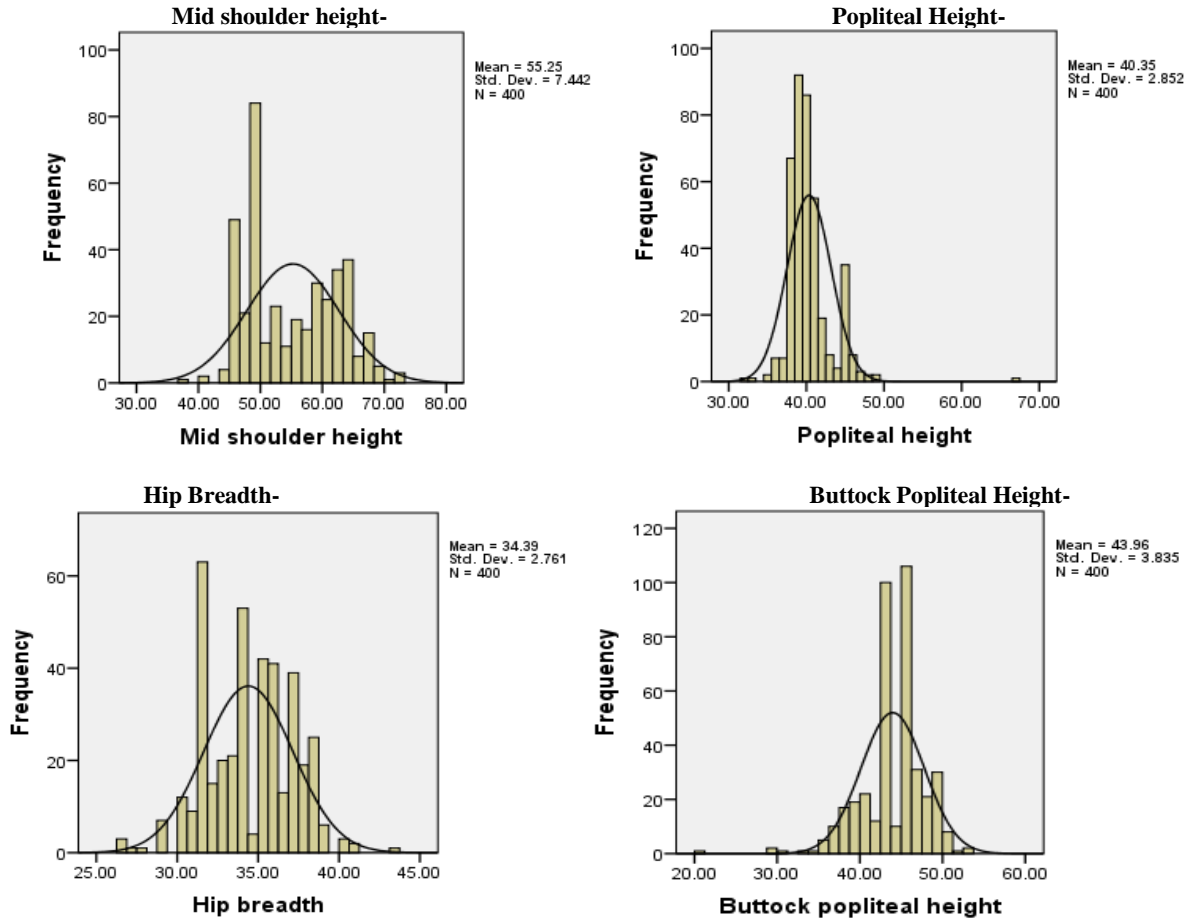 Mid shoulder height-
Mean = 55.25
Std. Dev. = 7.442
N = 400
100
80
60
40
20
0
Frequency
30.00 40.00 50.00 60.00 70.00 80.00
Mid shoulder height
Popliteal Height-
Mean = 40.35
Std. Dev. = 2.852
N = 400
100
80
60
40
20
0
Frequency
30.00 40.00 50.00 60.00 70.00
Popliteal height
Hip Breadth-
Mean = 34.39
Std. Dev. = 2.761
N = 400
60
40
20
0
Frequency
25.00 30.00 35.00 40.00 45.00
Hip breadth
Buttock Popliteal Height-
Mean = 43.96
Std. Dev. = 3.835
N = 400
120
100
80
60
40
20
0
Frequency
20.00 30.00 40.00 50.00 60.00
Buttock popliteal height